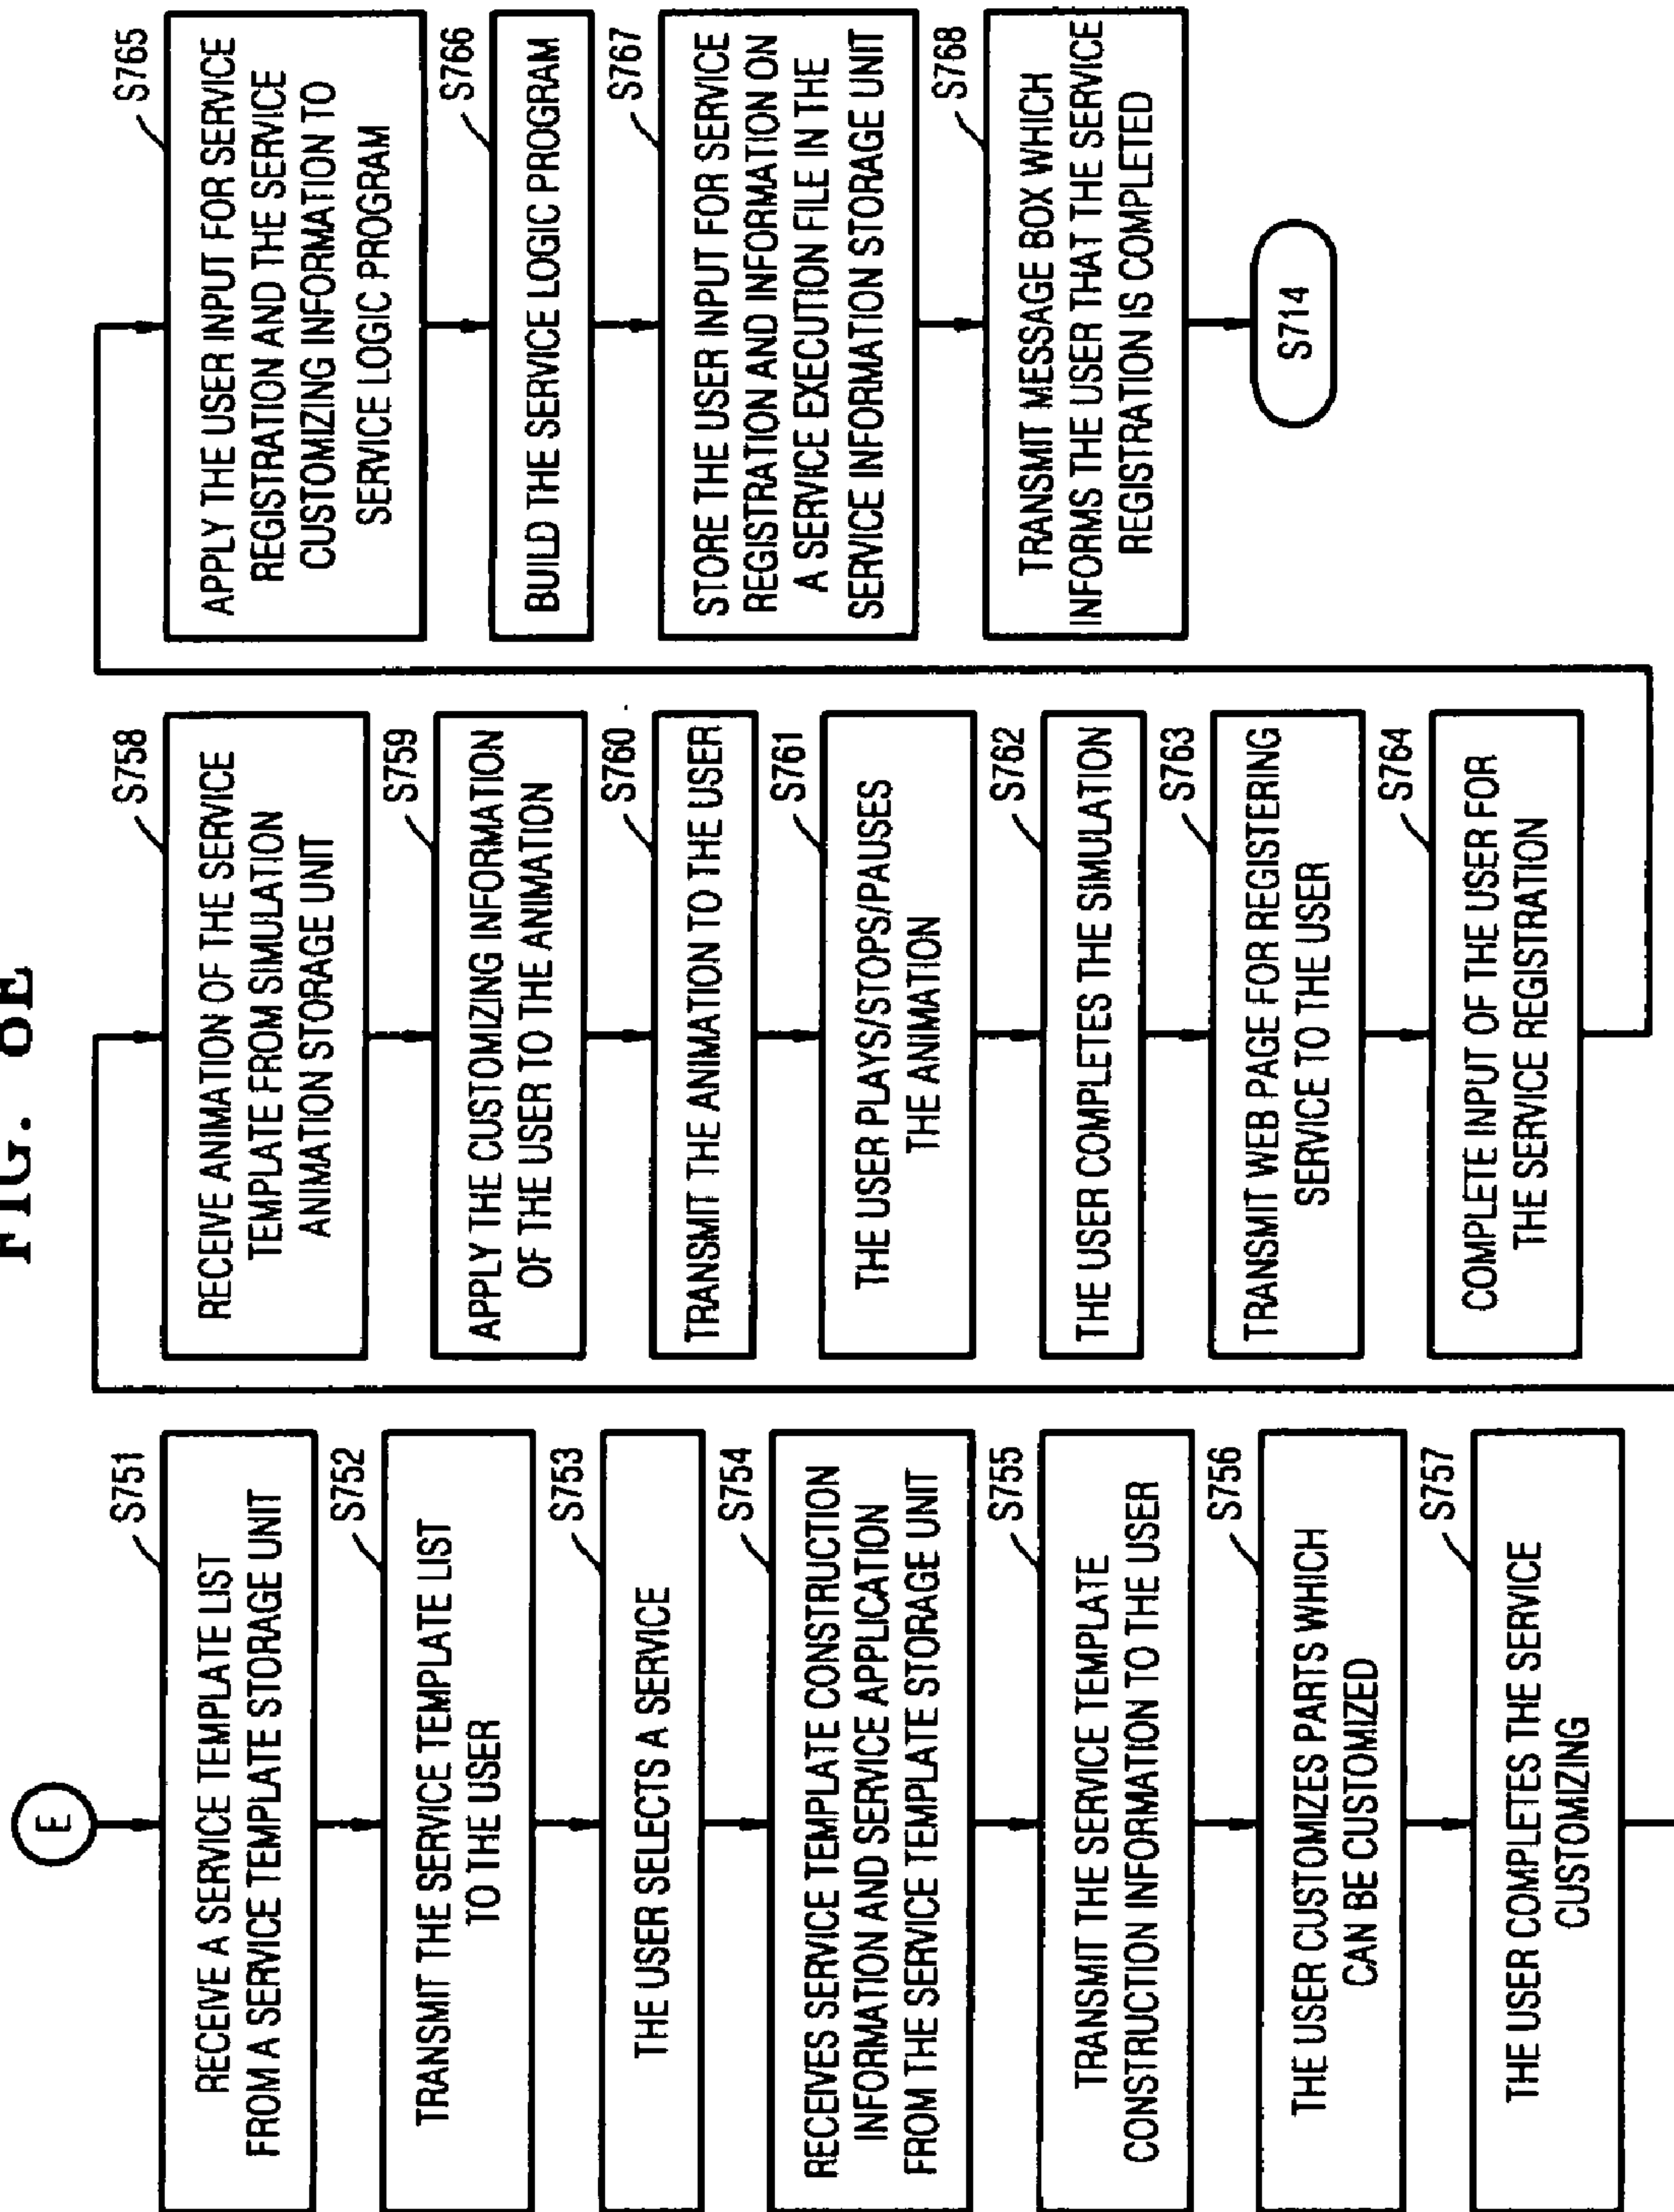 FIG. 8E
E
S751
RECEIVE A SERVICE TEMPLATE LIST
FROM A SERVICE TEMPLATE STORAGE UNIT
S752
TRANSMIT THE SERVICE TEMPLATE LIST
TO THE USER
S753
THE USER SELECTS A SERVICE
S754
RECEIVES SERVICE TEMPLATE CONSTRUCTION
INFORMATION AND SERVICE APPLICATION
FROM THE SERVICE TEMPLATE STORAGE UNIT
S755
TRANSMIT THE SERVICE TEMPLATE
CONSTRUCTION INFORMATION TO THE USER
S756
THE USER CUSTOMIZES PARTS WHICH
CAN BE CUSTOMIZED
S757
THE USER COMPLETES THE SERVICE
CUSTOMIZING
S758
RECEIVE ANIMATION OF THE SERVICE
TEMPLATE FROM SIMULATION
ANIMATION STORAGE UNIT
S759
APPLY THE CUSTOMIZING INFORMATION
OF THE USER TO THE ANIMATION
S760
TRANSMIT THE ANIMATION TO THE USER
S761
THE USER PLAYS/STOPS/PAUSES
THE ANIMATION
S762
THE USER COMPLETES THE SIMULATION
S763
TRANSMIT WEB PAGE FOR REGISTERING
SERVICE TO THE USER
S764
COMPLETE INPUT OF THE USER FOR
THE SERVICE REGISTRATION
S765
APPLY THE USER INPUT FOR SERVICE
REGISTRATION AND THE SERVICE
CUSTOMIZING INFORMATION TO
SERVICE LOGIC PROGRAM
S766
BUILD THE SERVICE LOGIC PROGRAM
S767
STORE THE USER INPUT FOR SERVICE
REGISTRATION AND INFORMATION ON
A SERVICE EXECUTION FILE IN THE
SERVICE INFORMATION STORAGE UNIT
S768
TRANSMIT MESSAGE BOX WHICH
INFORMS THE USER THAT THE SERVICE
REGISTRATION IS COMPLETED
S714